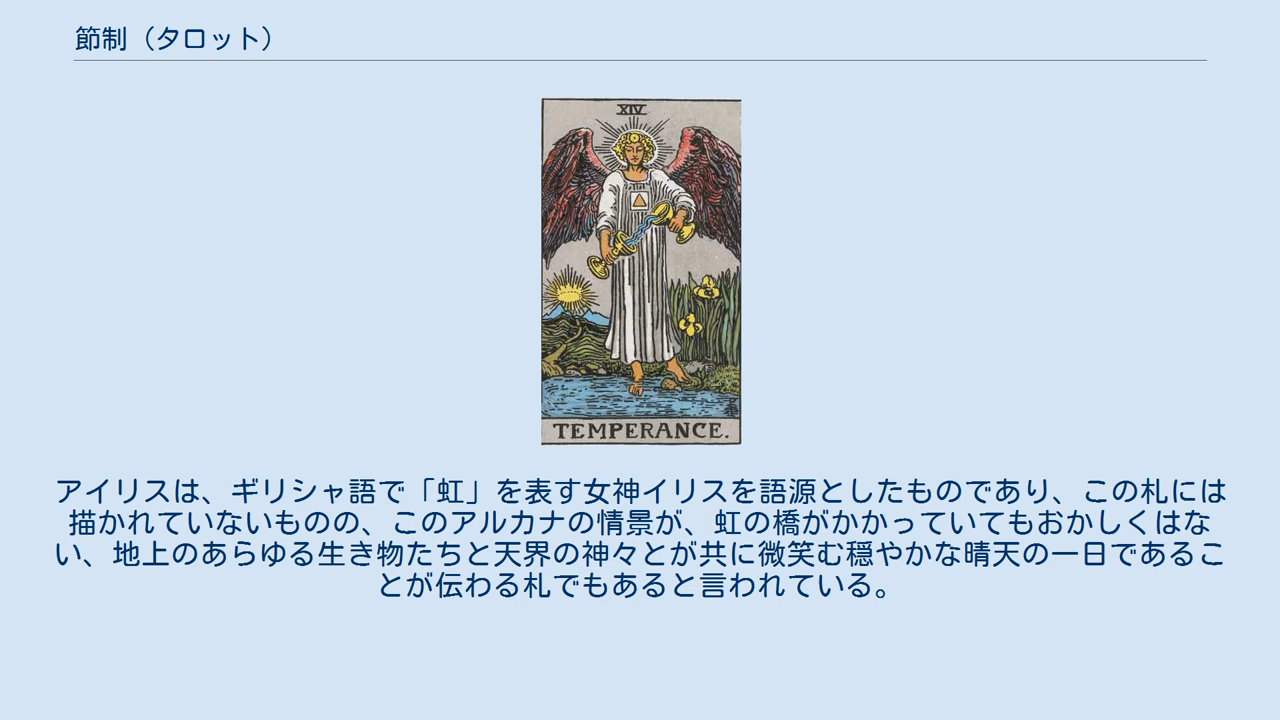 節制（タロット）
XIV
TEMPERANCE.
アイリスは、ギリシャ語で「虹」を表す女神イリスを語源としたものであり、この札には
描かれていないものの、このアルカナの情景が、虹の橋がかかっていてもおかしくはな
い、地上のあらゆる生き物たちと天界の神々とが共に微笑む穏やかな晴天の一日であるこ
とが伝わる札でもあると言われている。